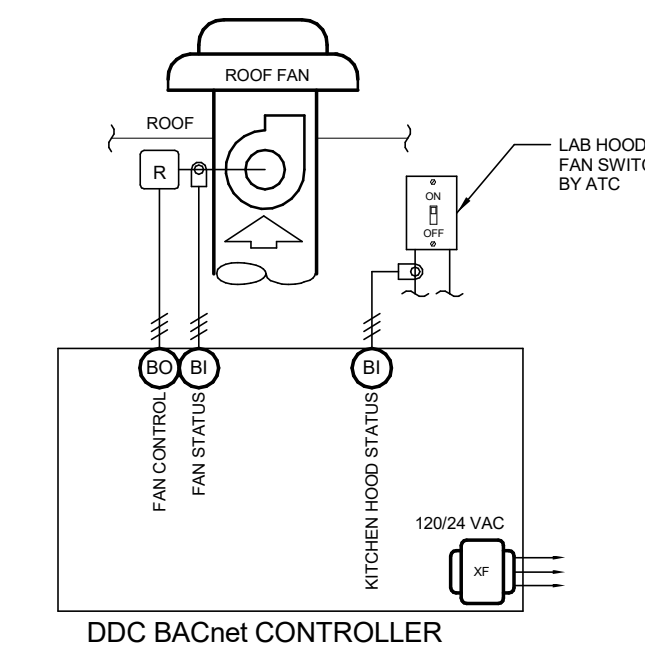 ROOF FAN
ROOF
R
LAB HOOD
FAN
BY ATC
ON
OFF
BO
BI
BI
FAN CONTROL
FAN STATUS
KITCHEN HOOD STATUS
120/24 VAC
XF
DDC BACnet CONTROLLER